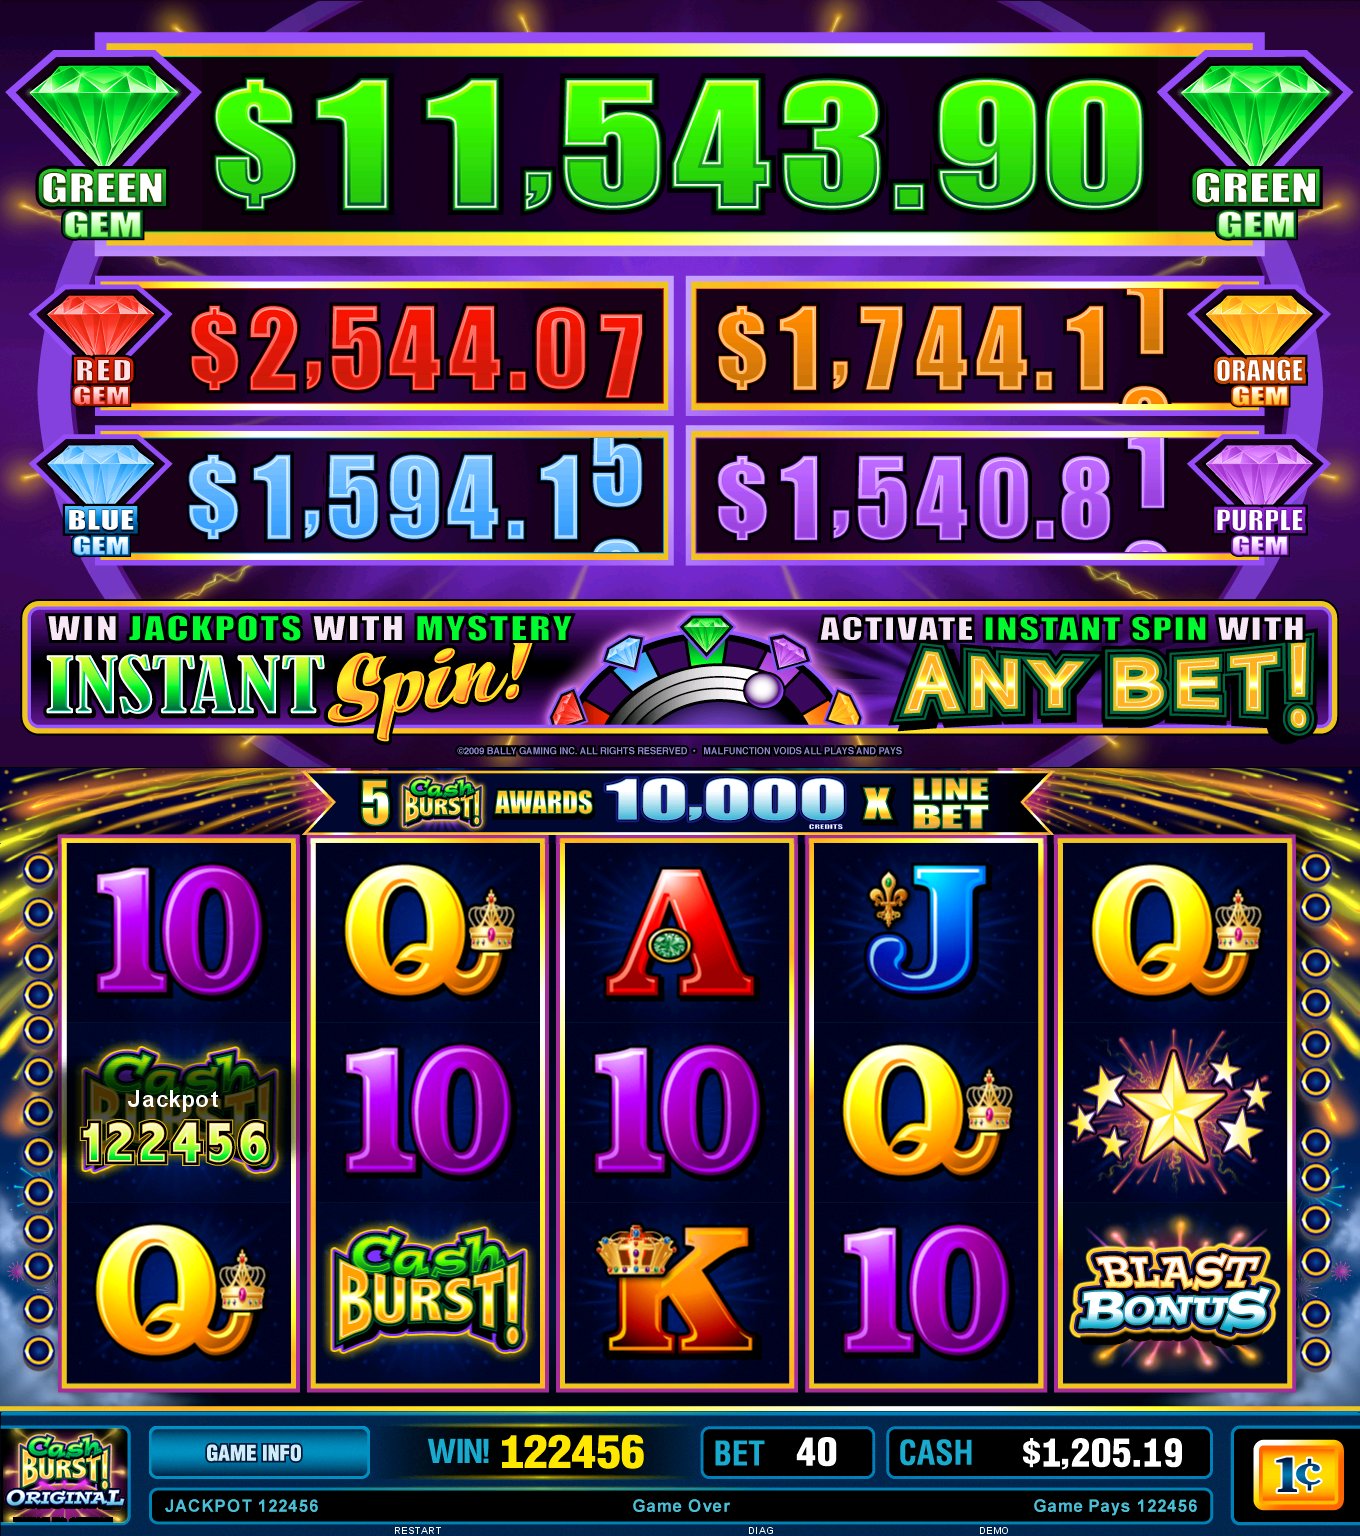 $11,543.90
GREEN GEM
GREEN GEM
RED GEM
$2,544.07
$1,744.1
ORANGE GEM
BLUE GEM
$1,594.15
$1,540.81
PURPLE GEM
WIN JACKPOTS WITH MYSTERY
INSTANT Spin!
ACTIVATE INSTANT SPIN WITH
ANY BET!
©2009 BALLY GAMING INC. ALL RIGHTS RESERVED • MALFUNCTION VOIDS ALL PLAYS AND PAYS
5 Cash BURST! AWARDS 10,000 CREDITS X LINE BET
10 Q A J Q
Cash BURST!
Jackpot
122456
10 10 Q
Q Cash BURST! K 10 BLAST BONUS
Cash BURST! ORIGINAL
GAME INFO
WIN! 122456
BET 40
CASH $1,205.19
1¢
JACKPOT 122456 Game Over Game Pays 122456
RESTART DIAG DEMO